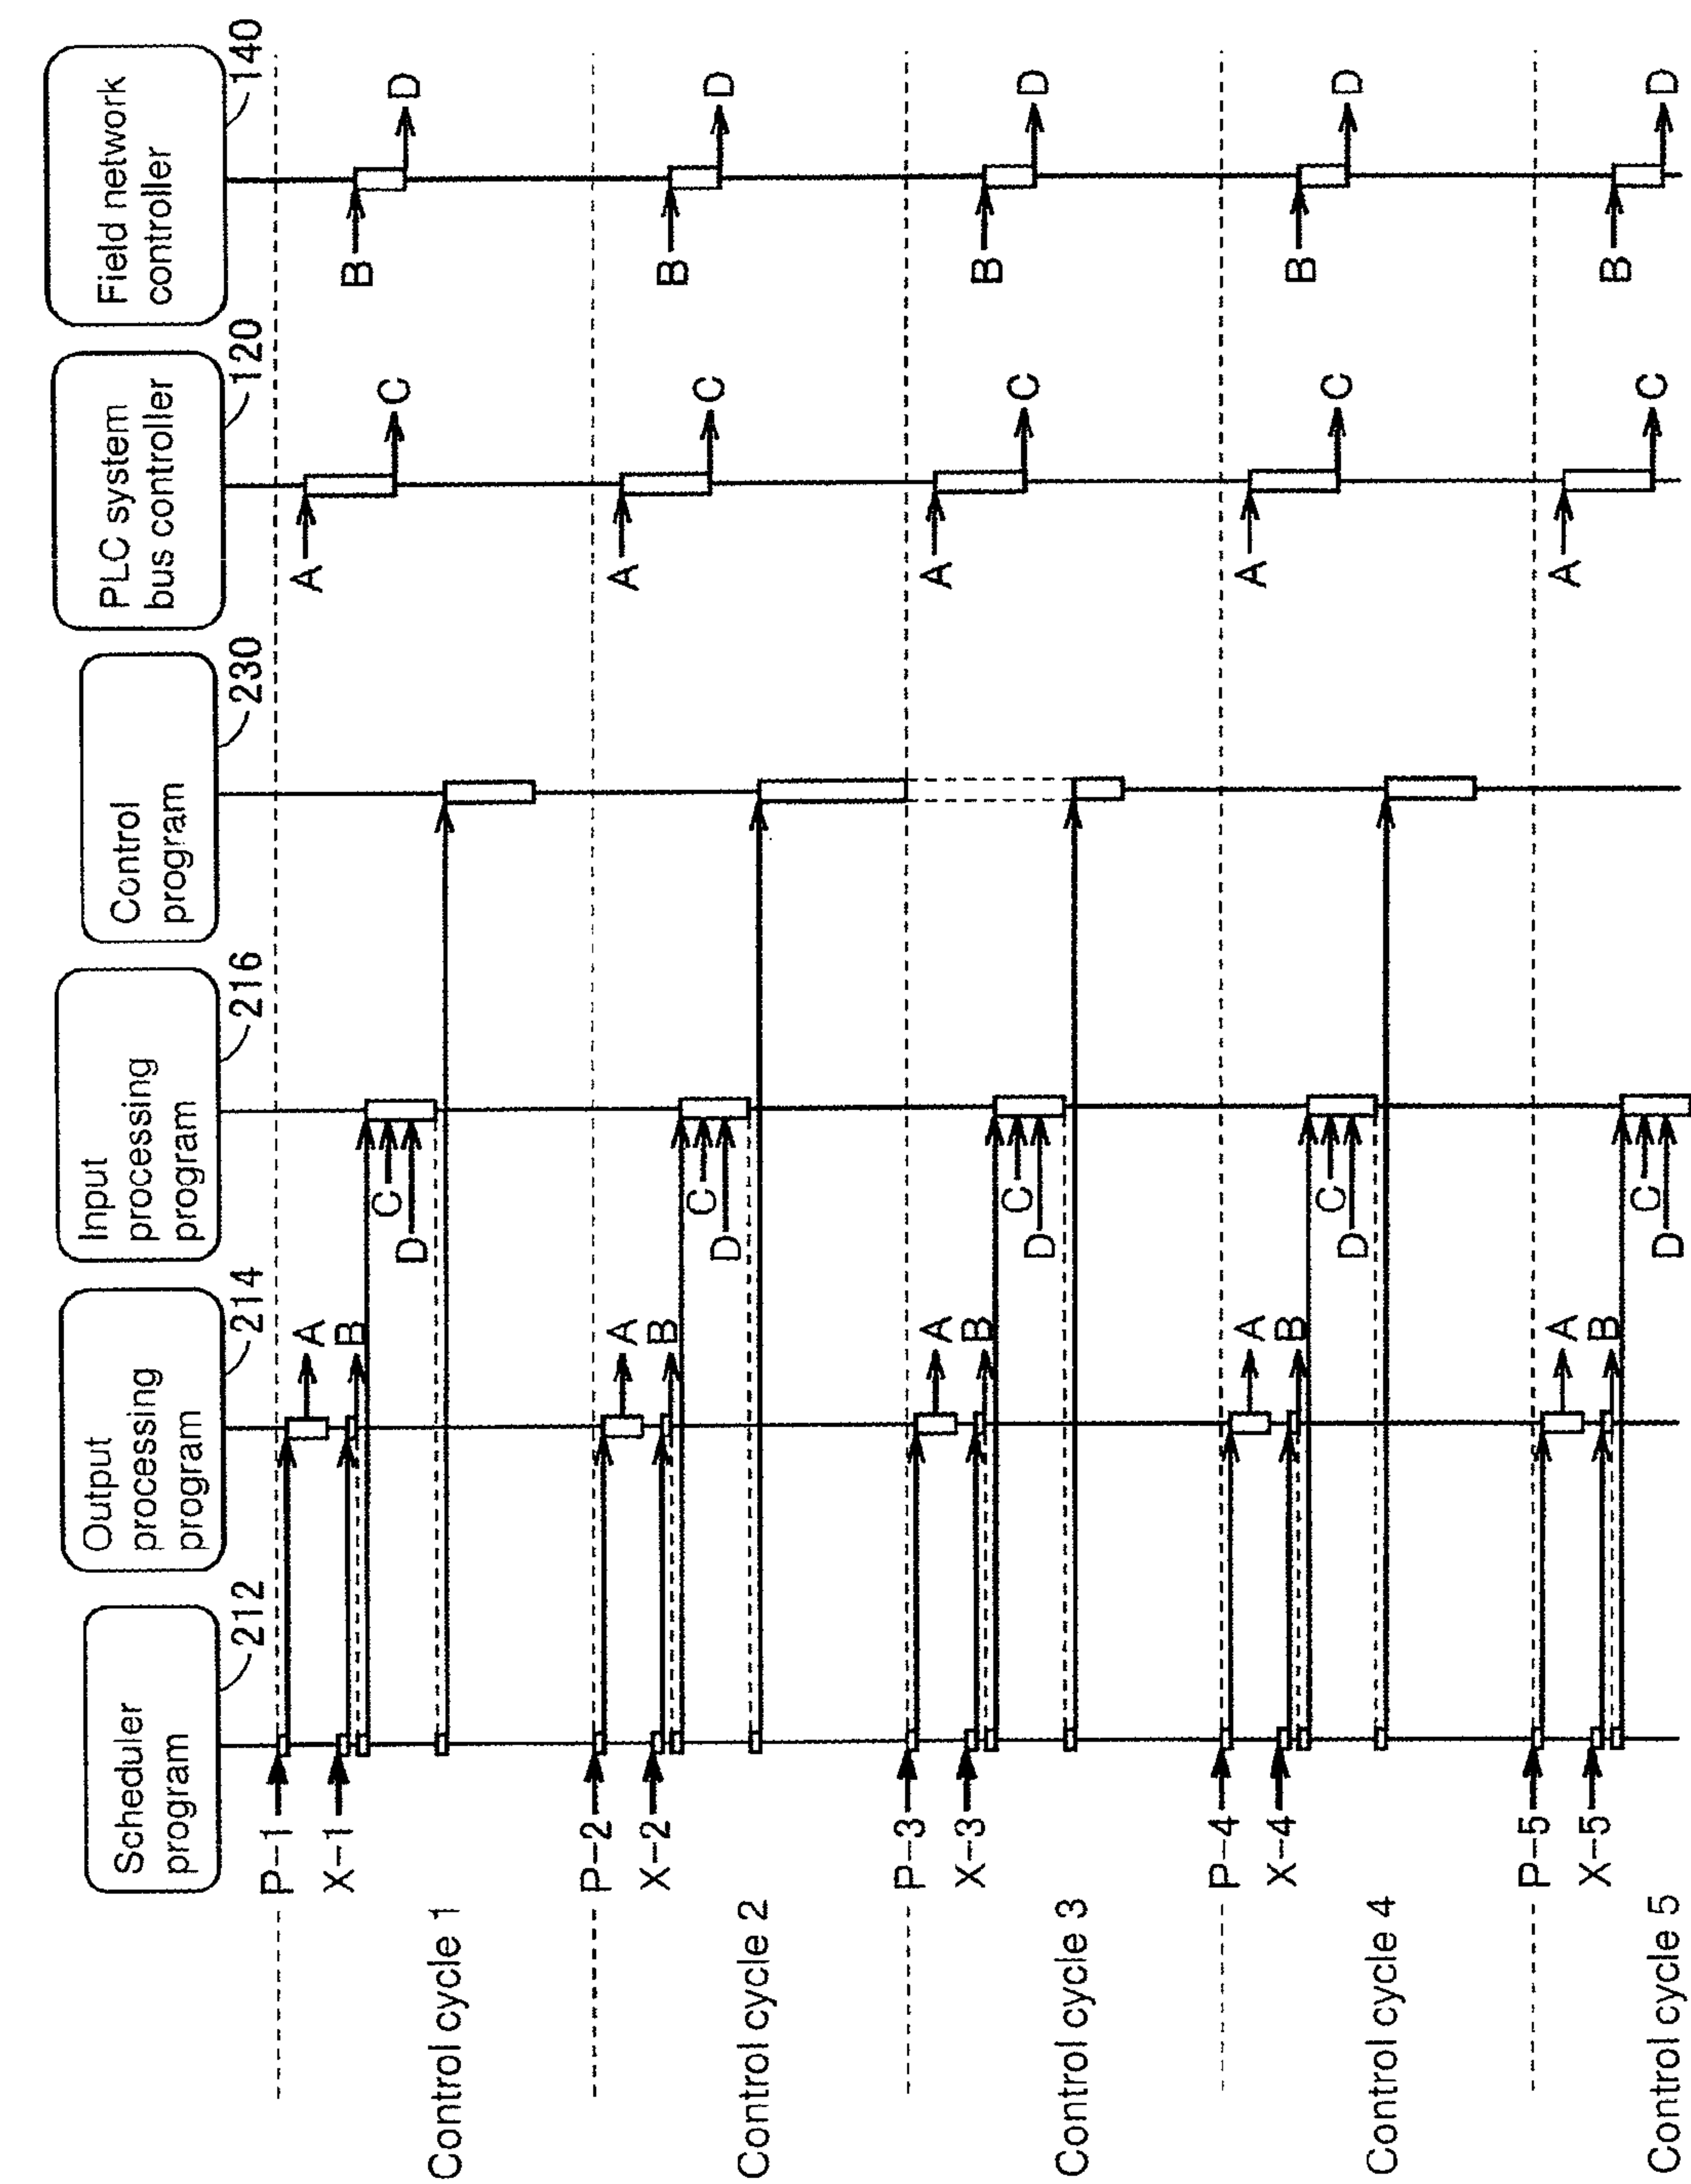 Scheduler
program
212
Output
processing
program
214
Input
processing
program
216
Control
program
230
PLC system
bus controller
120
Field network
controller
140
P-1
A
A
X-1
B
B
C
C
D
D
Control cycle 1
P-2
A
A
X-2
B
B
C
C
D
D
Control cycle 2
P-3
A
A
X-3
B
B
C
C
D
D
Control cycle 3
P-4
A
A
X-4
B
B
C
C
D
D
Control cycle 4
P-5
A
A
X-5
B
B
C
C
D
D
Control cycle 5